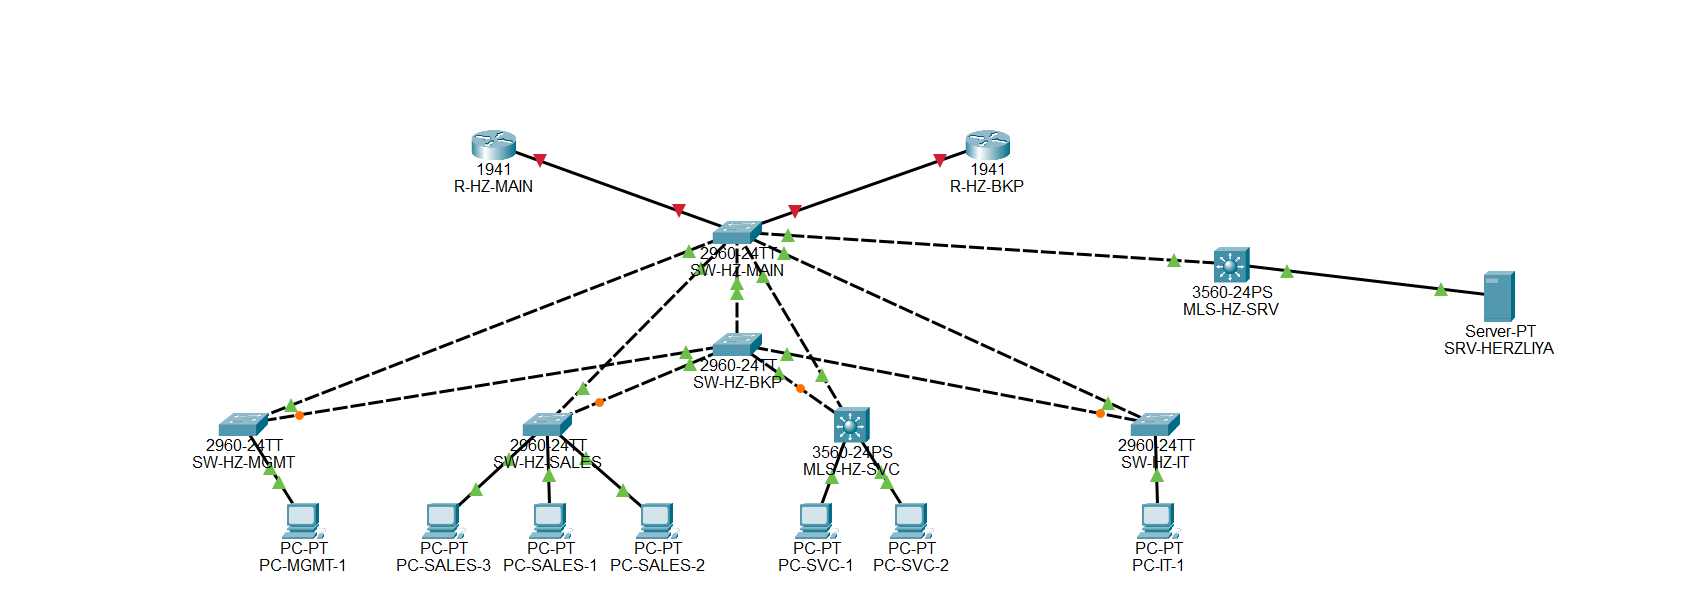 1941
R-HZ-MAIN
1941
R-HZ-BKP
2960-24TT
SW-HZ-MAIN
3560-24PS
MLS-HZ-SRV
Server-PT
SRV-HERZLIYA
2960-24TT
SW-HZ-BKP
2960-24TT
SW-HZ-MGMT
2960-24TT
SW-HZ-SALES
3560-24PS
MLS-HZ-SVC
2960-24TT
SW-HZ-IT
PC-PT
PC-MGMT-1
PC-PT
PC-SALES-3
PC-PT
PC-SALES-1
PC-PT
PC-SALES-2
PC-PT
PC-SVC-1
PC-PT
PC-SVC-2
PC-PT
PC-IT-1